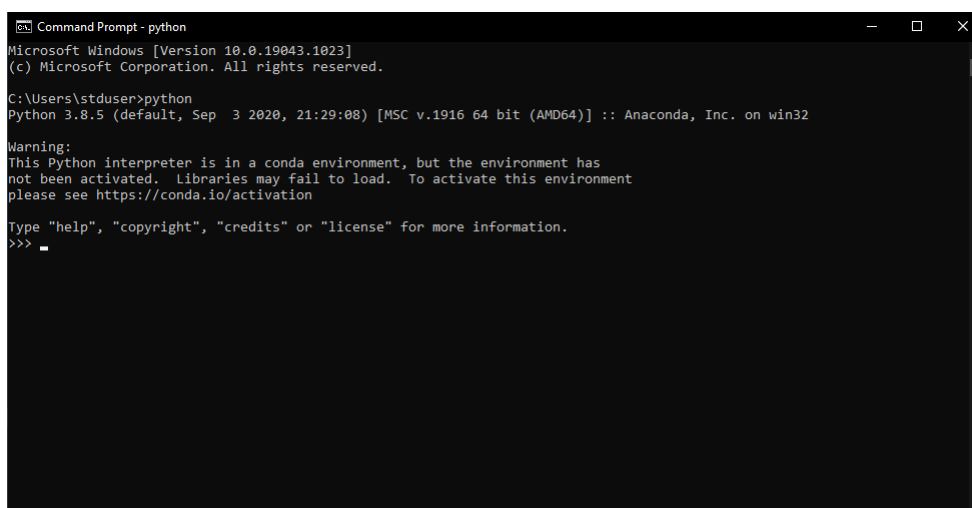 Command Prompt - python
Microsoft Windows [Version 10.0.19043.1023]
(c) Microsoft Corporation. All rights reserved.
C:\Users\stduser>python
Python 3.8.5 (default, Sep  3 2020, 21:29:08) [MSC v.1916 64 bit (AMD64)] :: Anaconda, Inc. on win32
Warning:
This Python interpreter is in a conda environment, but the environment has
not been activated.  Libraries may fail to load.  To activate this environment
please see https://conda.io/activation
Type "help", "copyright", "credits" or "license" for more information.
>>>